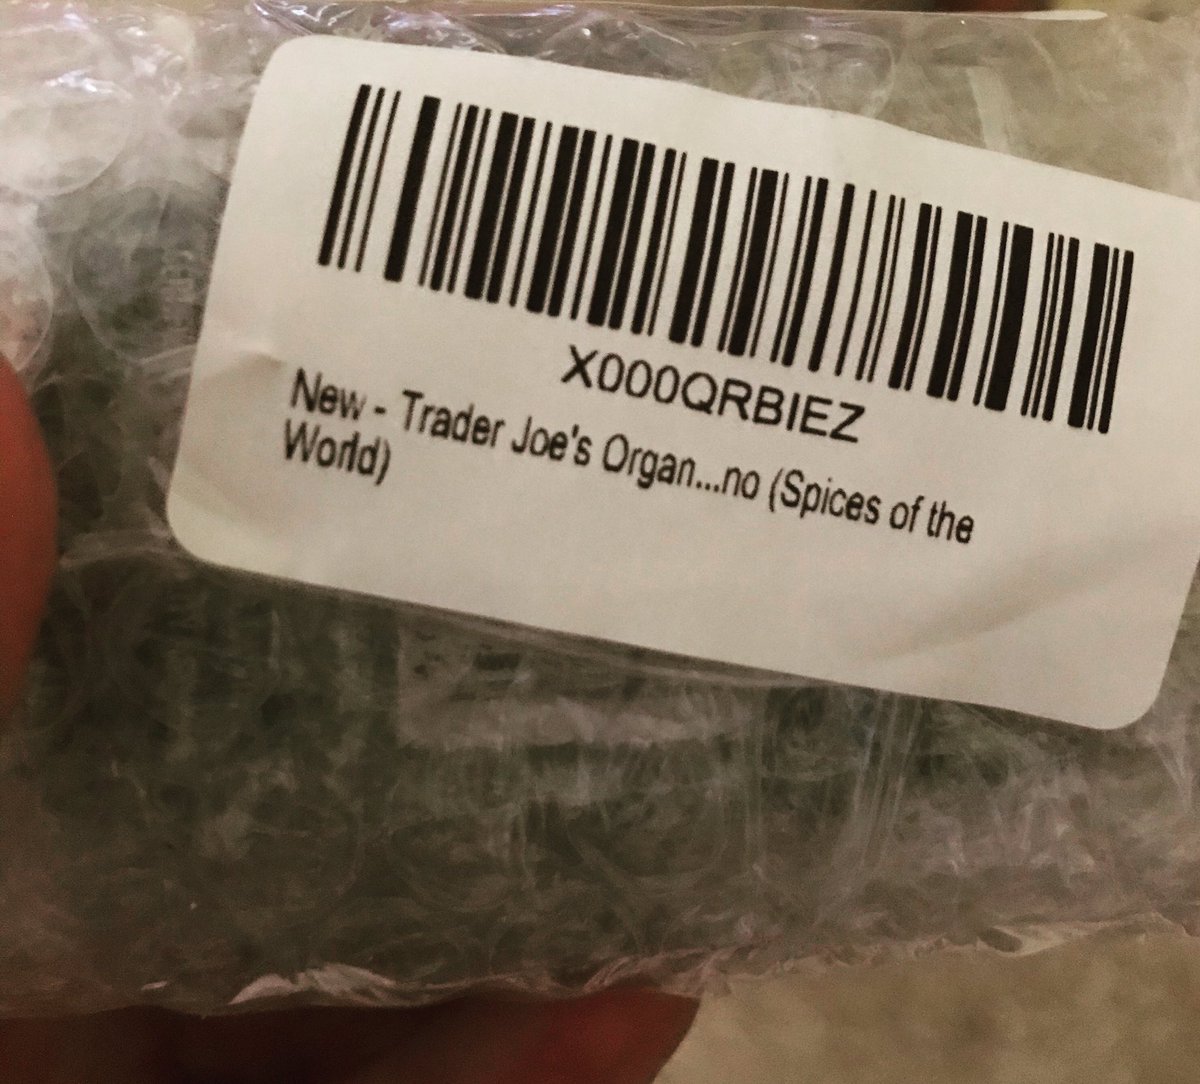 X000QRBIEZ
New - Trader Joe's Organ...no (Spices of the
World)